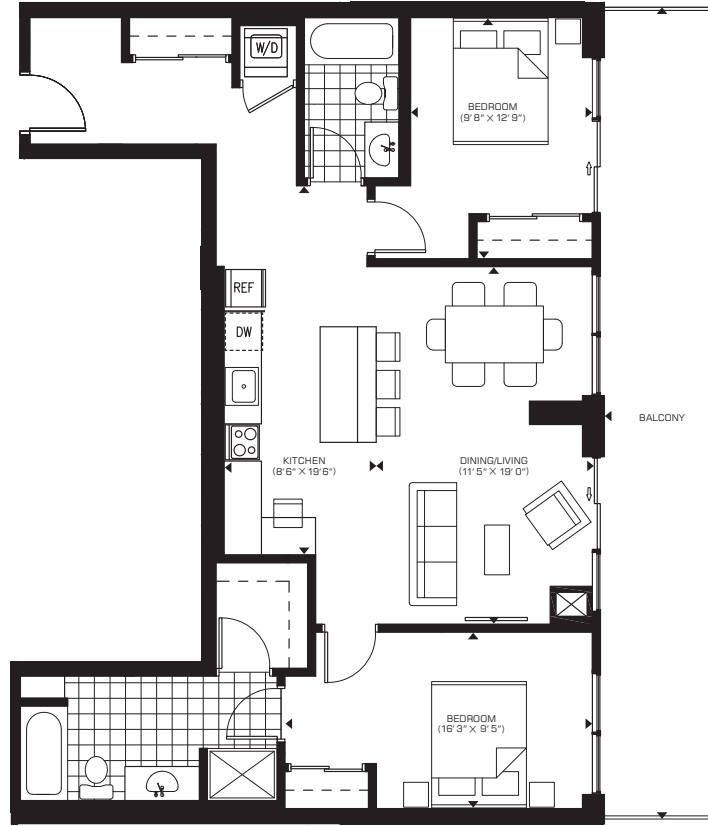 W/D
BEDROOM
(9'8" X 12'9")
REF
DW
BALCONY
KITCHEN
(8'6" X 19'6")
DINING/LIVING
(11'5" X 19'0")
BEDROOM
(16'3" X 9'5")